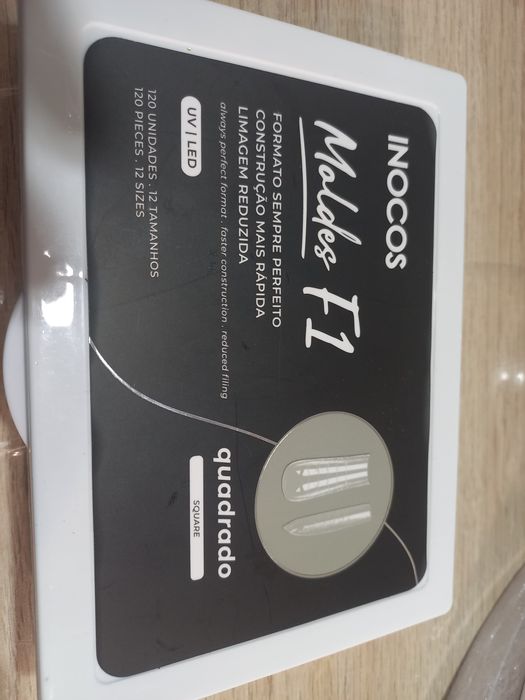 INOCOS
Moldes F1
FORMATO SEMPRE PERFEITO
CONSTRUÇÃO MAIS RÁPIDA
LIMAGEM REDUZIDA
always perfect format . faster construction . reduced filing
UV | LED
120 UNIDADES . 12 TAMANHOS
120 PIECES . 12 SIZES
quadrado
SQUARE